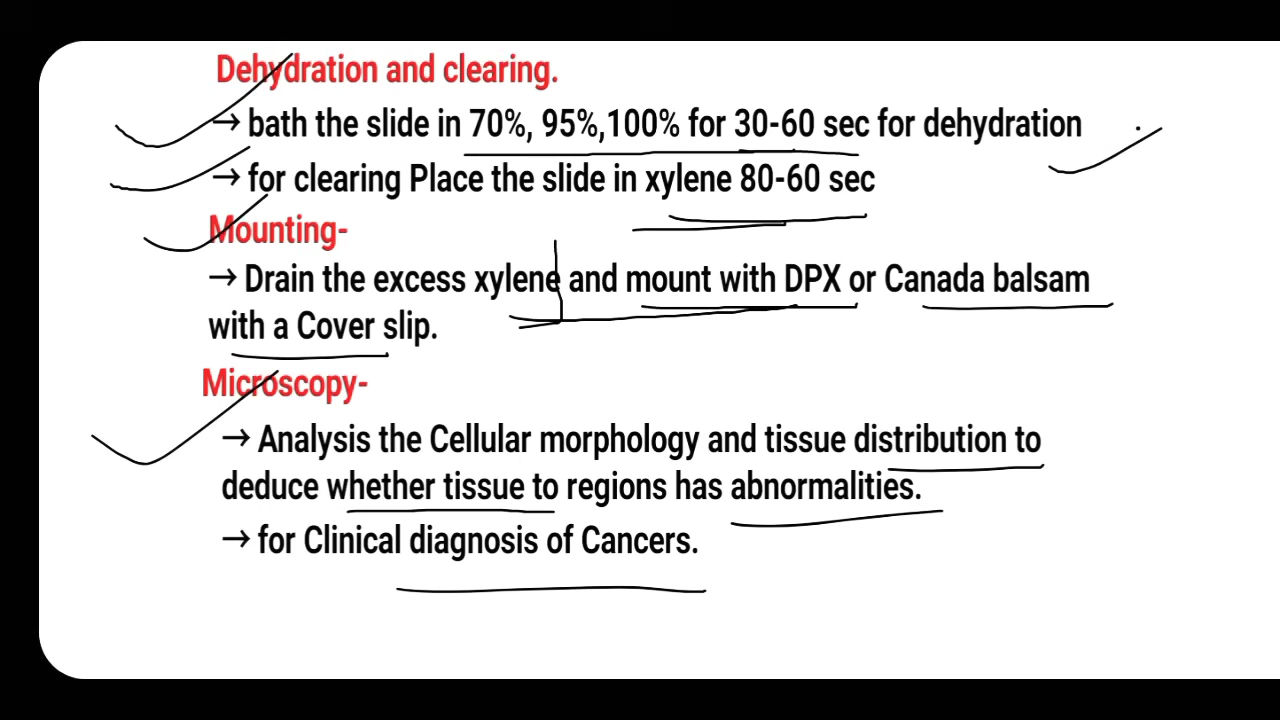 Dehydration and clearing.
→ bath the slide in 70%, 95%,100% for 30-60 sec for dehydration
→ for clearing Place the slide in xylene 80-60 sec
Mounting-
→ Drain the excess xylene and mount with DPX or Canada balsam
with a Cover slip.
Microscopy-
→ Analysis the Cellular morphology and tissue distribution to
deduce whether tissue to regions has abnormalities.
→ for Clinical diagnosis of Cancers.